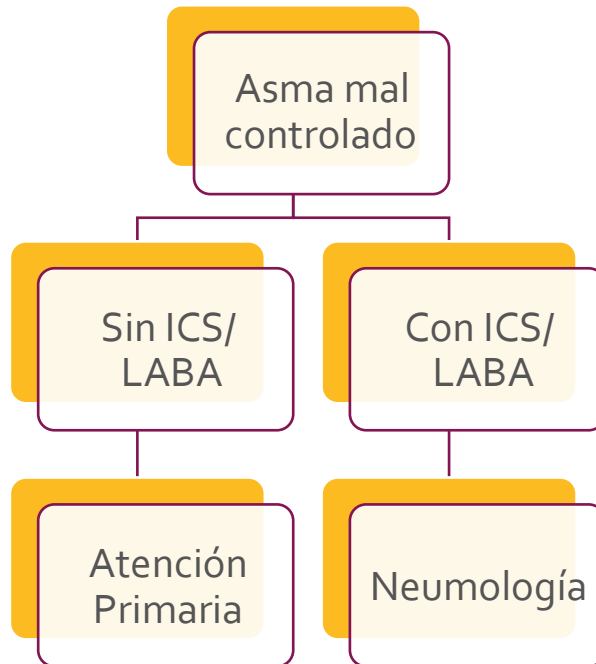 Asma mal
controlado
Sin ICS/
LABA
Con ICS/
LABA
Atención
Primaria
Neumología